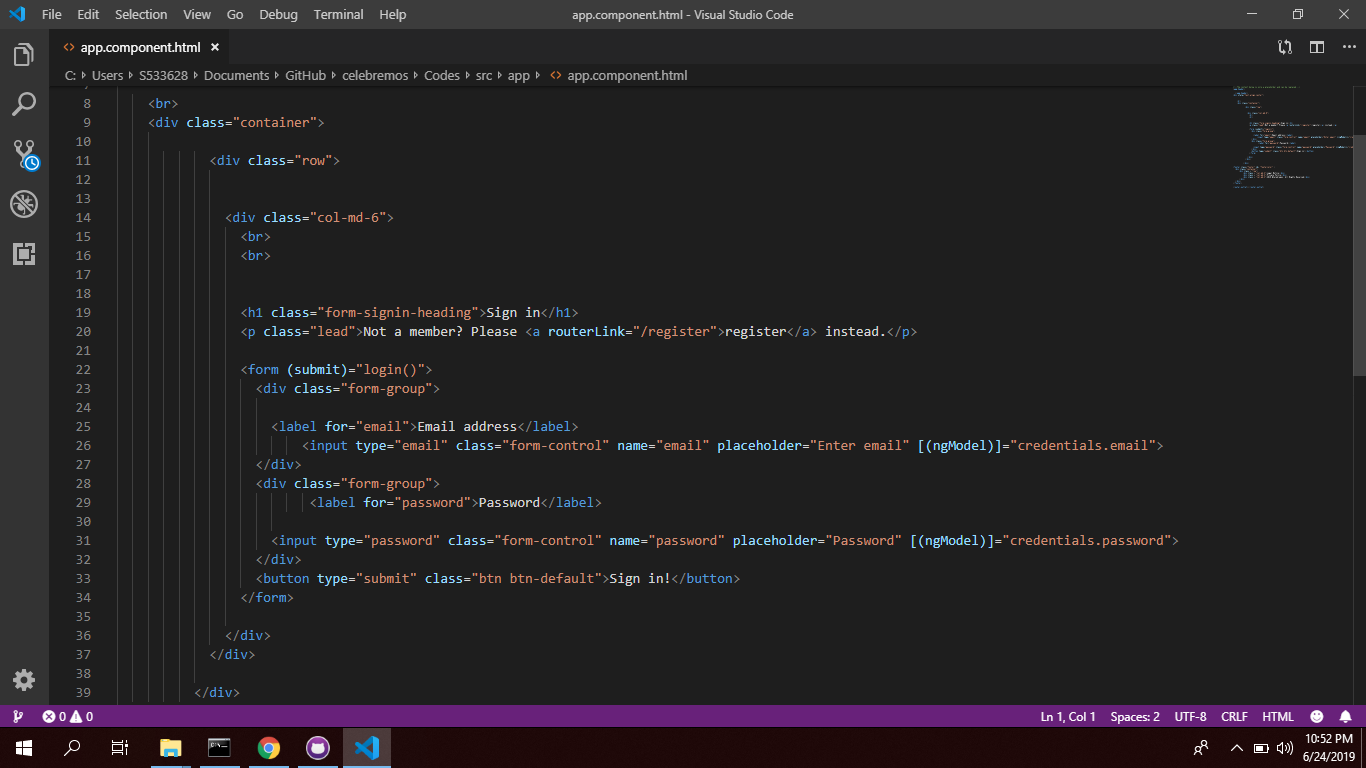 File Edit Selection View Go Debug Terminal Help app.component.html - Visual Studio Code
app.component.html
C: Users S533628 Documents GitHub celebremos Codes src app app.component.html
8 <br>
9 <div class="container">
10
11 <div class="row">
12
13
14 <div class="col-md-6">
15 <br>
16 <br>
17
18
19 <h1 class="form-signin-heading">Sign in</h1>
20 <p class="lead">Not a member? Please <a routerLink="/register">register</a> instead.</p>
21
22 <form (submit)="login()">
23 <div class="form-group">
24
25 <label for="email">Email address</label>
26 <input type="email" class="form-control" name="email" placeholder="Enter email" [(ngModel)]="credentials.email">
27 </div>
28 <div class="form-group">
29 <label for="password">Password</label>
30
31 <input type="password" class="form-control" name="password" placeholder="Password" [(ngModel)]="credentials.password">
32 </div>
33 <button type="submit" class="btn btn-default">Sign in!</button>
34 </form>
35
36 </div>
37 </div>
38
39 </div>
0 0 Ln 1, Col 1 Spaces: 2 UTF-8 CRLF HTML
10:52 PM
6/24/2019